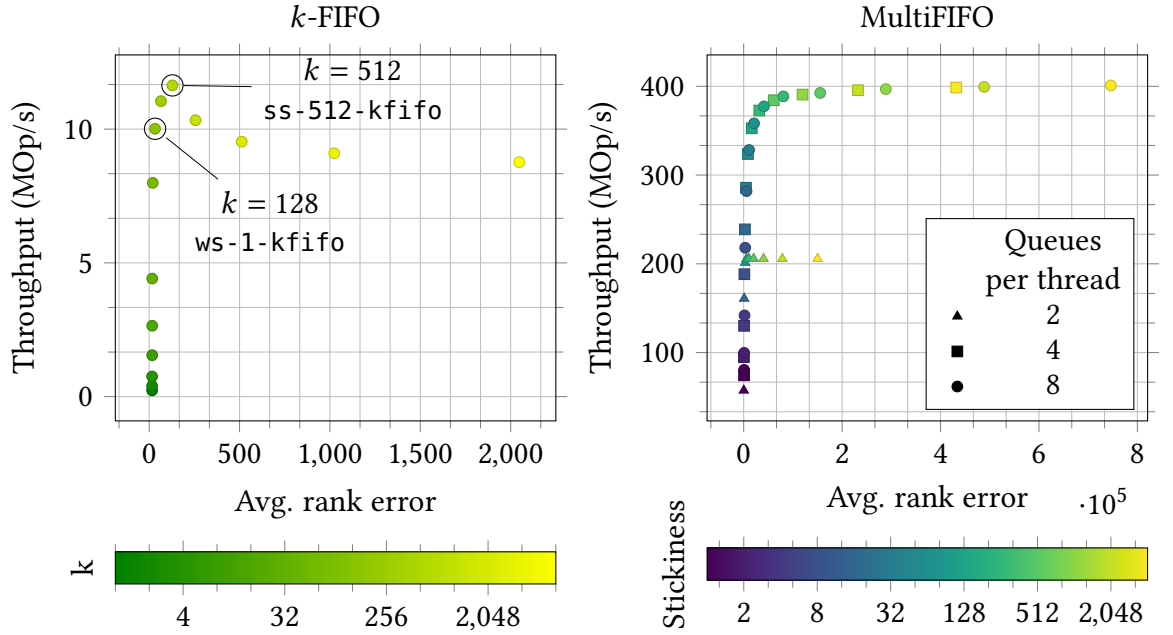 k-FIFO
Throughput (MOp/s)
10
5
0
k = 512
ss-512-kfifo
k = 128
ws-1-kfifo
0 500 1,000 1,500 2,000
Avg. rank error
k
4 32 256 2,048
MultiFIFO
Throughput (MOp/s)
400
300
200
100
Queues
per thread
2
4
8
0 2 4 6 8
Avg. rank error ·10⁵
Stickiness
2 8 32 128 512 2,048